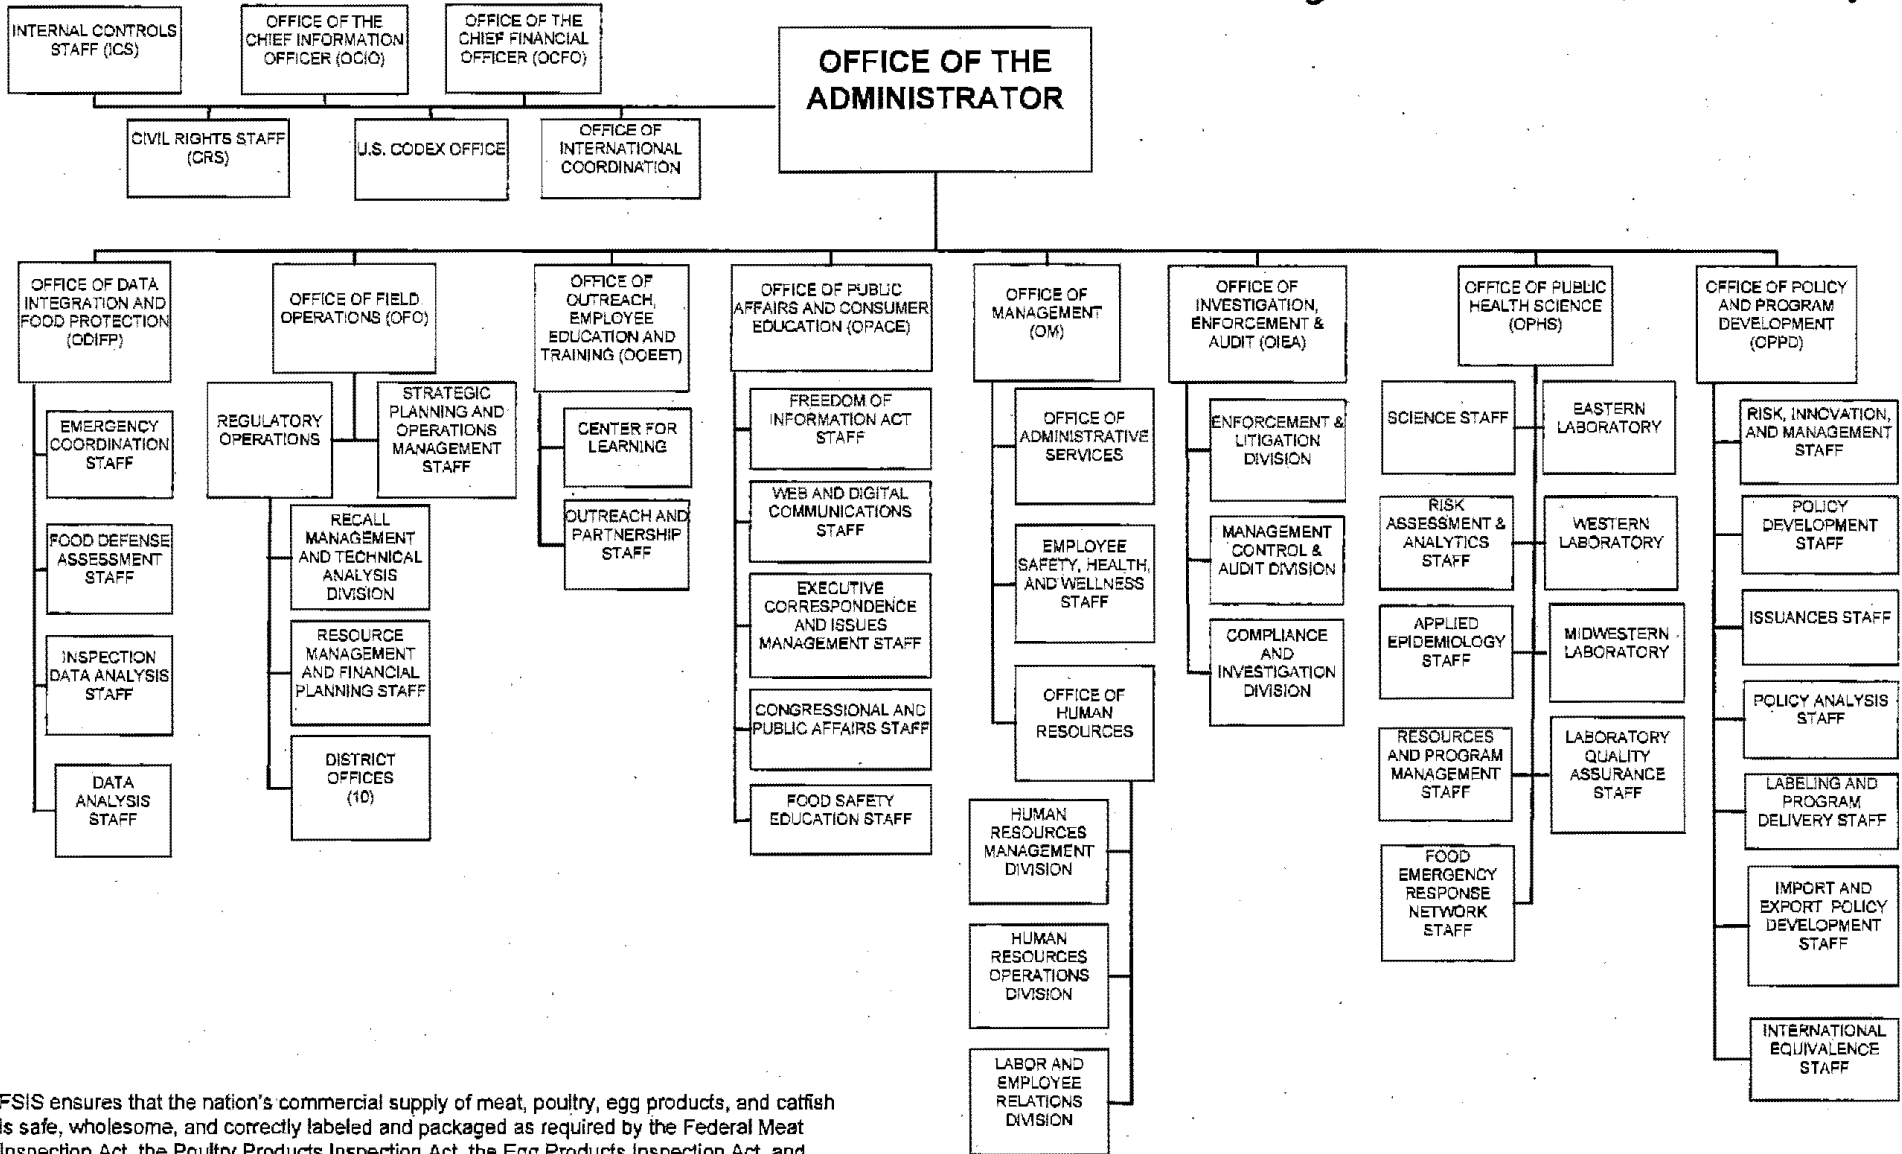 INTERNAL CONTROLS
STAFF (ICS)
OFFICE OF THE
CHIEF INFORMATION
OFFICER (OCIO)
OFFICE OF THE
CHIEF FINANCIAL
OFFICER (OCFO)
OFFICE OF THE
ADMINISTRATOR
CIVIL RIGHTS STAFF
(CRS)
U.S. CODEX OFFICE
OFFICE OF
INTERNATIONAL
COORDINATION
OFFICE OF DATA
INTEGRATION AND
FOOD PROTECTION
(ODIFP)
OFFICE OF FIELD
OPERATIONS (OFO)
OFFICE OF
OUTREACH,
EMPLOYEE
EDUCATION AND
TRAINING (OOEET)
OFFICE OF PUBLIC
AFFAIRS AND CONSUMER
EDUCATION (OPACE)
OFFICE OF
MANAGEMENT
(OM)
OFFICE OF
INVESTIGATION,
ENFORCEMENT &
AUDIT (OIEA)
OFFICE OF PUBLIC
HEALTH SCIENCE
(OPHS)
OFFICE OF POLICY
AND PROGRAM
DEVELOPMENT
(OPPD)
EMERGENCY
COORDINATION
STAFF
FOOD DEFENSE
ASSESSMENT
STAFF
INSPECTION
DATA ANALYSIS
STAFF
DATA
ANALYSIS
STAFF
REGULATORY
OPERATIONS
STRATEGIC
PLANNING AND
OPERATIONS
MANAGEMENT
STAFF
RECALL
MANAGEMENT
AND TECHNICAL
ANALYSIS
DIVISION
RESOURCE
MANAGEMENT
AND FINANCIAL
PLANNING STAFF
DISTRICT
OFFICES
(10)
CENTER FOR
LEARNING
OUTREACH AND
PARTNERSHIP
STAFF
FREEDOM OF
INFORMATION ACT
STAFF
WEB AND DIGITAL
COMMUNICATIONS
STAFF
EXECUTIVE
CORRESPONDENCE
AND ISSUES
MANAGEMENT STAFF
CONGRESSIONAL AND
PUBLIC AFFAIRS STAFF
FOOD SAFETY
EDUCATION STAFF
OFFICE OF
ADMINISTRATIVE
SERVICES
EMPLOYEE
SAFETY, HEALTH,
AND WELLNESS
STAFF
OFFICE OF
HUMAN
RESOURCES
HUMAN
RESOURCES
MANAGEMENT
DIVISION
HUMAN
RESOURCES
OPERATIONS
DIVISION
LABOR AND
EMPLOYEE
RELATIONS
DIVISION
ENFORCEMENT &
LITIGATION
DIVISION
MANAGEMENT
CONTROL &
AUDIT DIVISION
COMPLIANCE
AND
INVESTIGATION
DIVISION
SCIENCE STAFF
EASTERN
LABORATORY
RISK
ASSESSMENT &
ANALYTICS
STAFF
WESTERN
LABORATORY
APPLIED
EPIDEMIOLOGY
STAFF
MIDWESTERN
LABORATORY
RESOURCES
AND PROGRAM
MANAGEMENT
STAFF
LABORATORY
QUALITY
ASSURANCE
STAFF
FOOD
EMERGENCY
RESPONSE
NETWORK
STAFF
RISK, INNOVATION,
AND MANAGEMENT
STAFF
POLICY
DEVELOPMENT
STAFF
ISSUANCES STAFF
POLICY ANALYSIS
STAFF
LABELING AND
PROGRAM
DELIVERY STAFF
IMPORT AND
EXPORT POLICY
DEVELOPMENT
STAFF
INTERNATIONAL
EQUIVALENCE
STAFF
FSIS ensures that the nation's commercial supply of meat, poultry, egg products, and catfish
is safe, wholesome, and correctly labeled and packaged as required by the Federal Meat
Inspection Act, the Poultry Products Inspection Act, the Egg Products Inspection Act, and